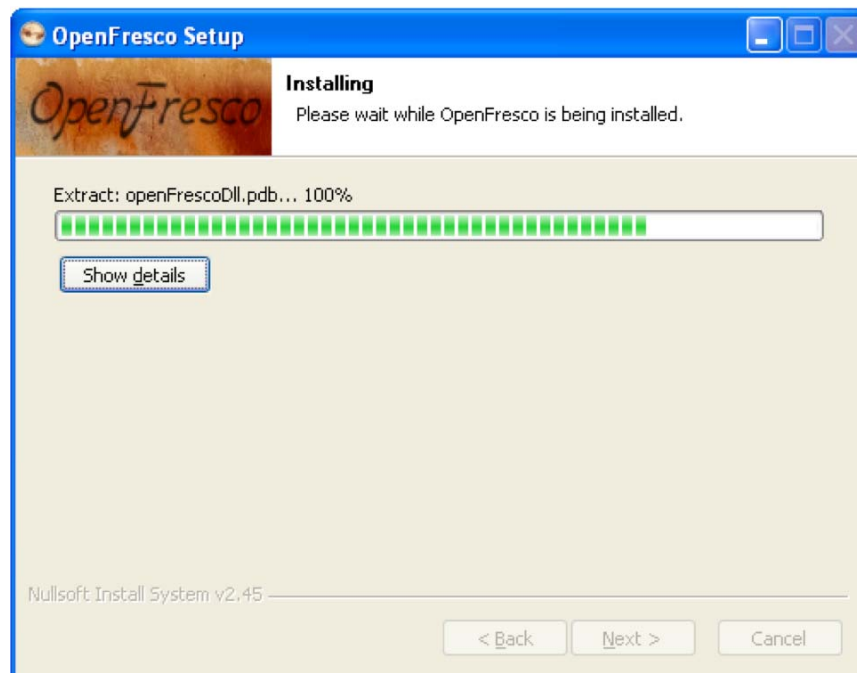 OpenFresco Setup
OpenFresco
Installing
Please wait while OpenFresco is being installed.
Extract: openFrescoDll.pdb... 100%
Show details
Nullsoft Install System v2.45
< Back
Next >
Cancel